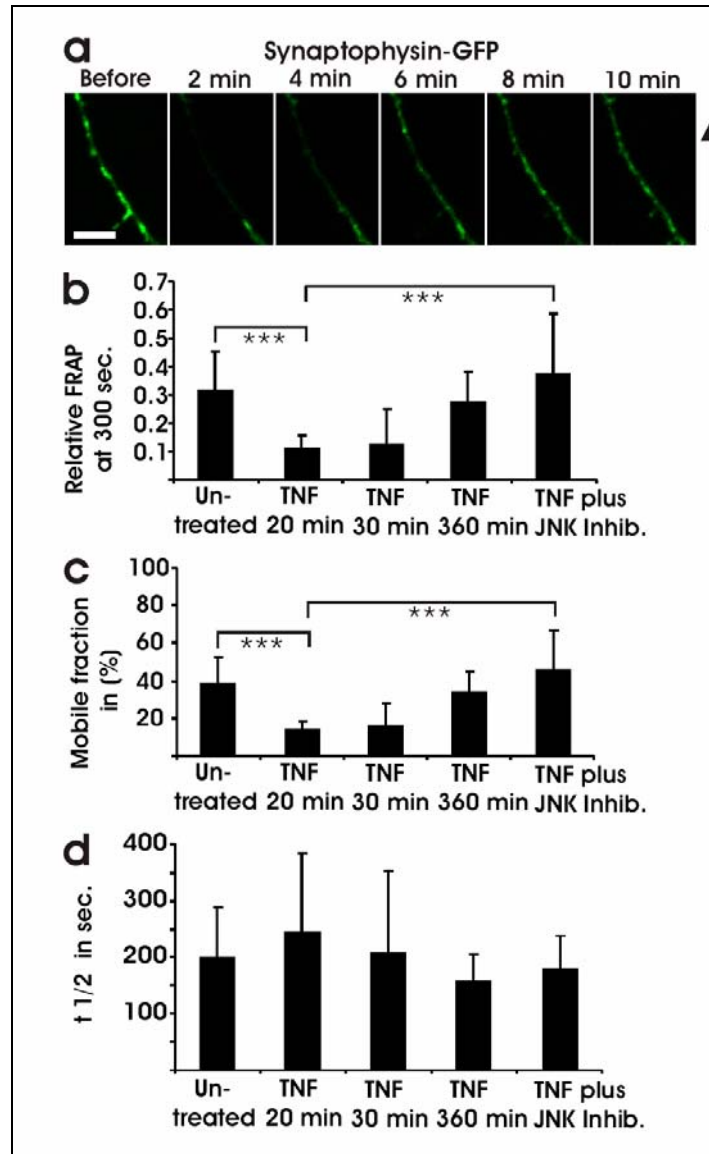 a
Synaptophysin-GFP
Before 2 min 4 min 6 min 8 min 10 min
b
Relative FRAP
at 300 sec.
0.7
0.6
0.5
0.4
0.3
0.2
0.1
***
***
Un- TNF TNF TNF TNF plus
treated 20 min 30 min 360 min JNK Inhib.
c
Mobile fraction
in (%)
100
80
60
40
20
***
***
Un- TNF TNF TNF TNF plus
treated 20 min 30 min 360 min JNK Inhib.
d
t 1/2 in sec.
400
300
200
100
Un- TNF TNF TNF TNF plus
treated 20 min 30 min 360 min JNK Inhib.